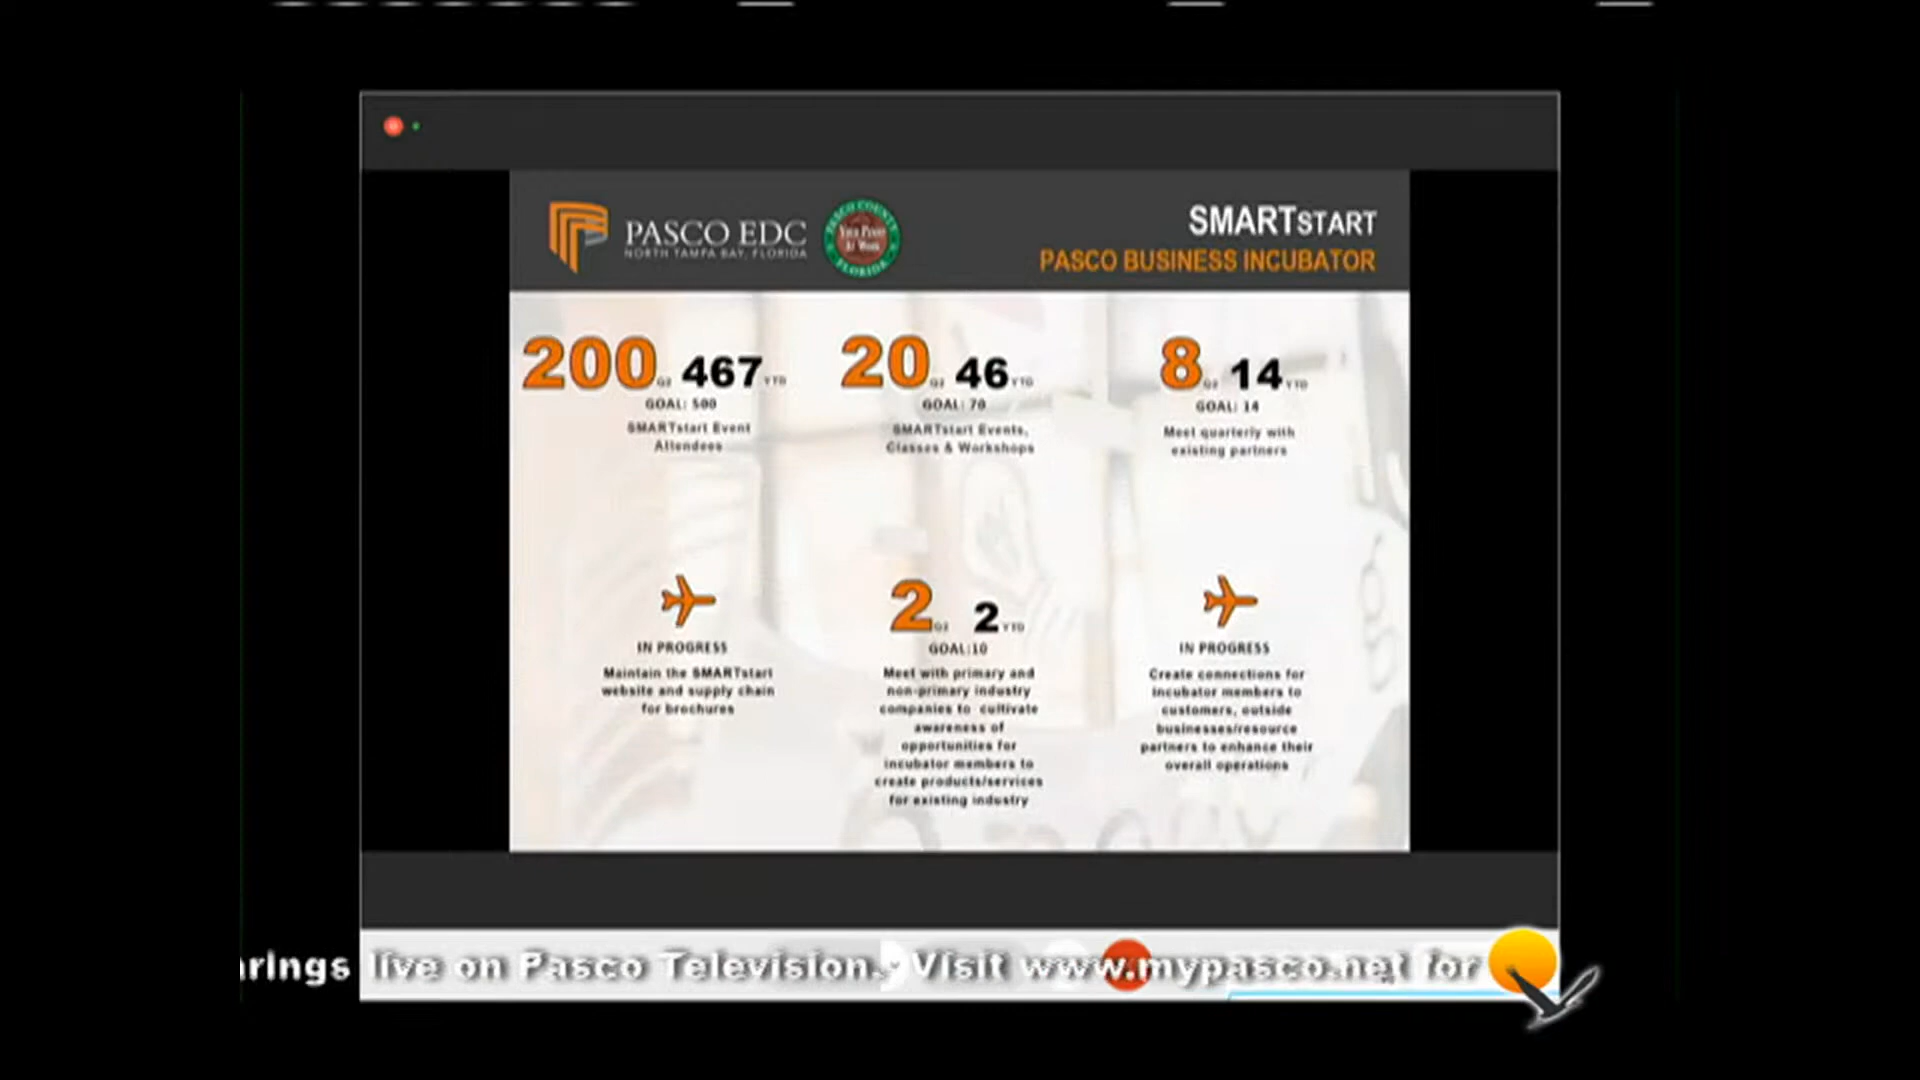 PASCO EDC
NORTH TAMPA BAY, FLORIDA
PASCO COUNTY
FLORIDA
SMARTSTART
PASCO BUSINESS INCUBATOR
200 467 YTD
GOAL: 500
SMARTstart Event
Attendees
20 46 YTD
GOAL: 70
SMARTstart Events,
Classes & Workshops
8 14 YTD
GOAL: 14
Meet quarterly with
existing partners
IN PROGRESS
Maintain the SMARTstart
website and supply chain
for brochures
2 2 YTD
GOAL:10
Meet with primary and
non-primary industry
companies to cultivate
awareness of
opportunities for
incubator members to
create products/services
for existing industry
IN PROGRESS
Create connections for
incubator members to
customers, outside
businesses/resource
partners to enhance their
overall operations
rings live on Pasco Television. Visit www.mypasco.net for